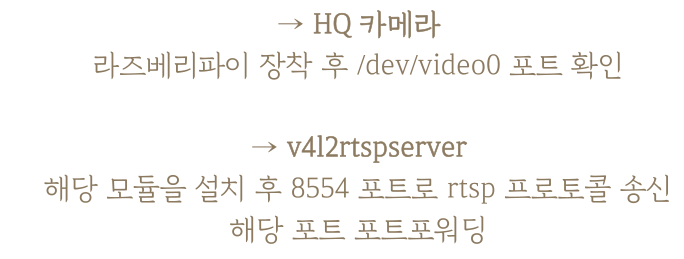 → HQ 카메라
라즈베리파이 장착 후 /dev/video0 포트 확인
→ v4l2rtspserver
해당 모듈을 설치 후 8554 포트로 rtsp 프로토콜 송신
해당 포트 포트포워딩